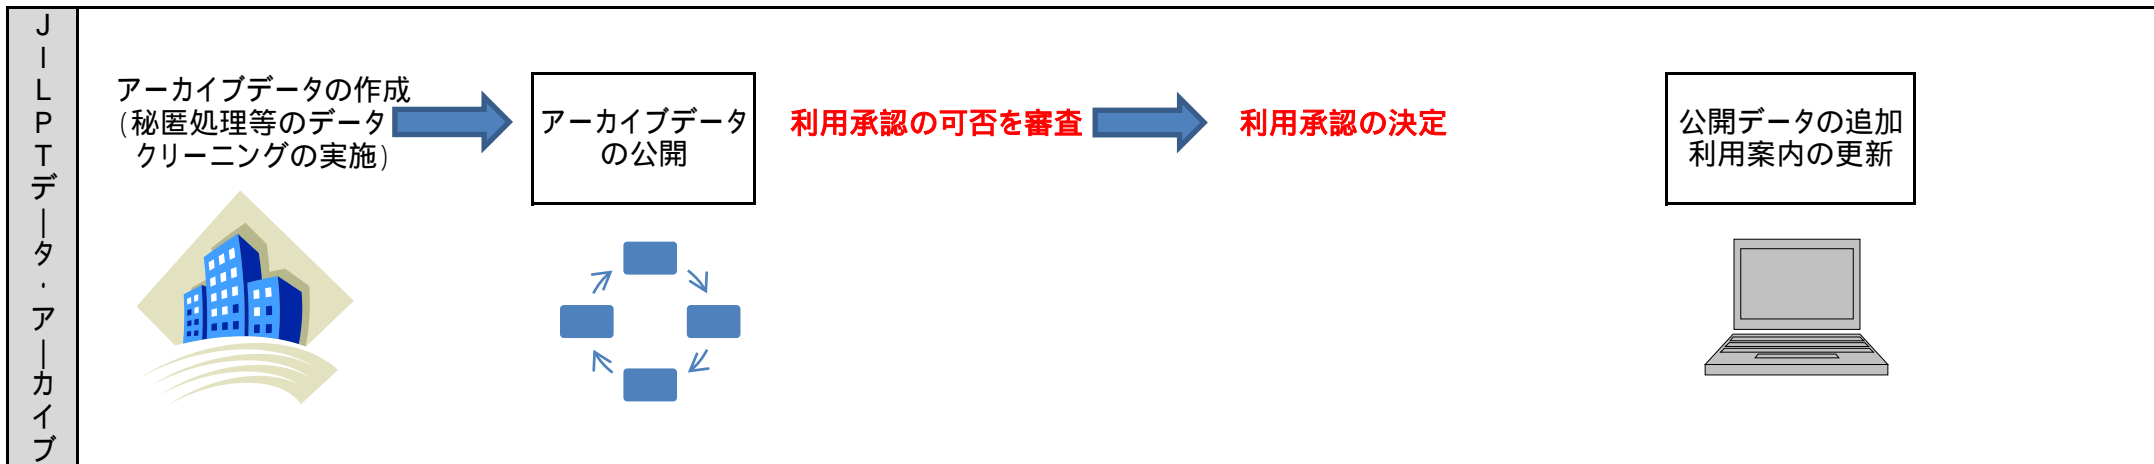 JILPTデータ・アーカイブ
アーカイブデータの作成
(秘匿処理等のデータ
クリーニングの実施)
アーカイブデータ
の公開
利用承認の可否を審査
利用承認の決定
公開データの追加
利用案内の更新